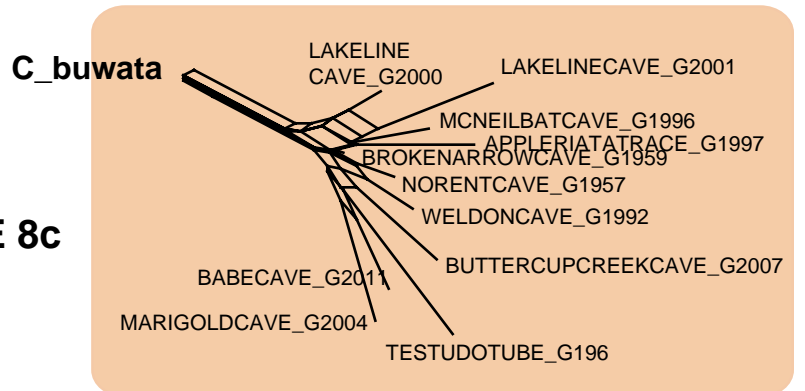 LAKELINE
CAVE_G2000
C_buwata
LAKELINECAVE_G2001
MCNEILBATCAVE_G1996
APPLERIATATRACE_G1997
BROKENARROWCAVE_G1959
NORENTCAVE_G1957
WELDONCAVE_G1992
E 8c
BUTTERCUPCREEKCAVE_G2007
BABECAVE_G2011
MARIGOLDCAVE_G2004
TESTUDOTUBE_G196